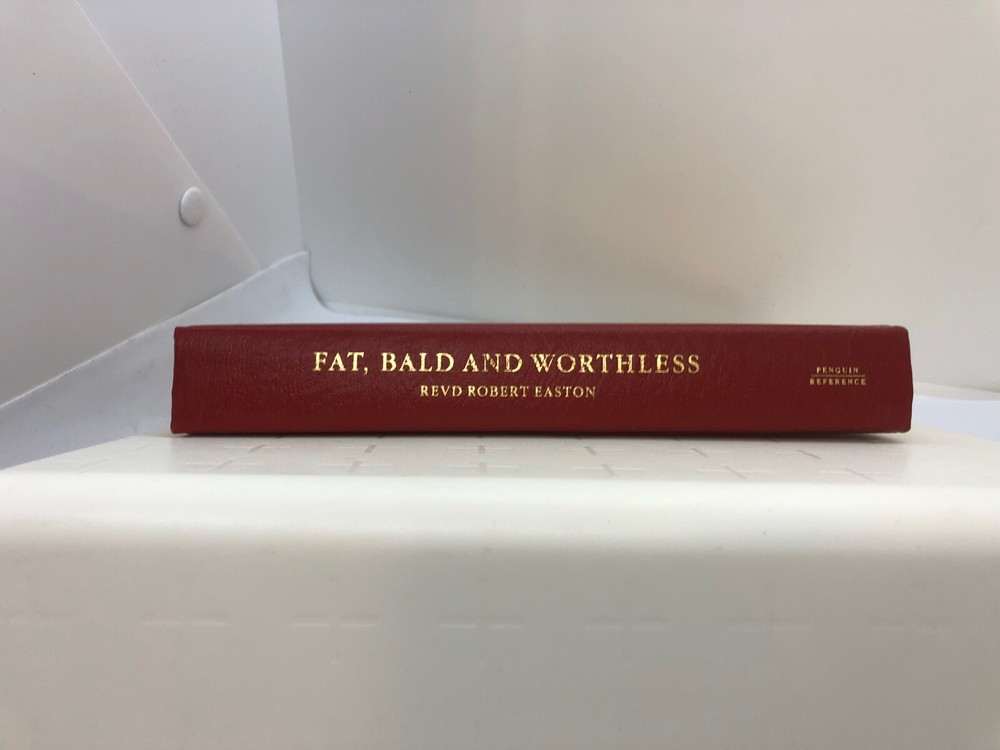 FAT, BALD AND WORTHLESS
REVD ROBERT EASTON
PENGUIN
REFERENCE